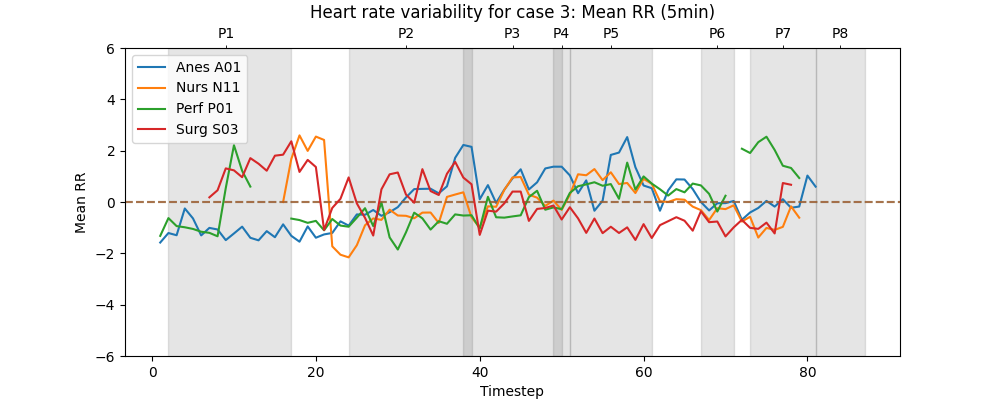 Heart rate variability for case 3: Mean RR (5min)
P1 P2 P3 P4 P5 P6 P7 P8
Anes A01
Nurs N11
Perf P01
Surg S03
Mean RR
6
4
2
0
−2
−4
−6
0 20 40 60 80
Timestep